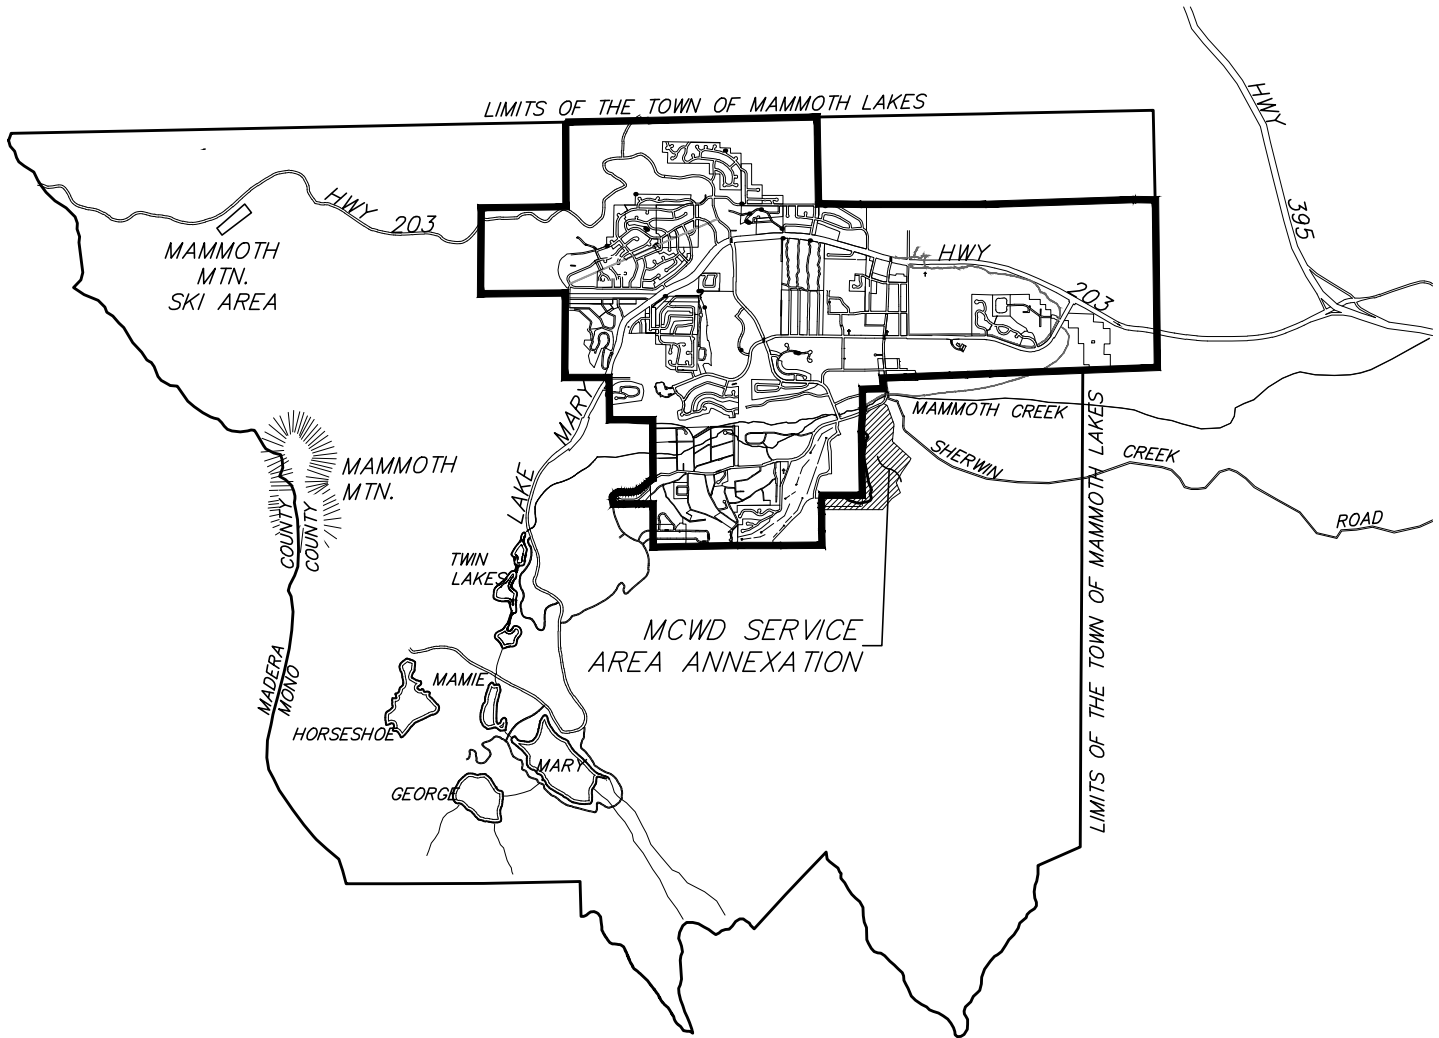 LIMITS OF THE TOWN OF MAMMOTH LAKES
HWY
395
HWY 203
MAMMOTH
MTN.
SKI AREA
HWY
203
MAMMOTH
MTN.
LAKE MARY
MAMMOTH CREEK
SHERWIN CREEK ROAD
COUNTY
COUNTY
TWIN
LAKES
MCWD SERVICE
AREA ANNEXATION
LIMITS OF THE TOWN OF MAMMOTH LAKES
MADERA
MONO
MAMIE
HORSESHOE
MARY
GEORGE